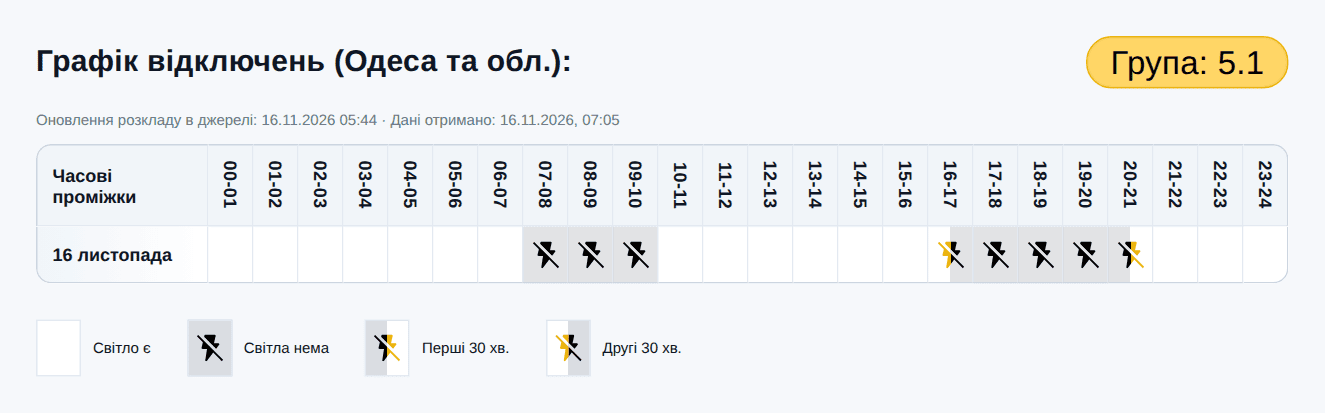 Графік відключень (Одеса та обл.):
Група: 5.1
Оновлення розкладу в джерелі: 16.11.2026 05:44 · Дані отримано: 16.11.2026, 07:05
Часові
проміжки
00-01
01-02
02-03
03-04
04-05
05-06
06-07
07-08
08-09
09-10
10-11
11-12
12-13
13-14
14-15
15-16
16-17
17-18
18-19
19-20
20-21
21-22
22-23
23-24
16 листопада
Світло є
Світла нема
Перші 30 хв.
Другі 30 хв.